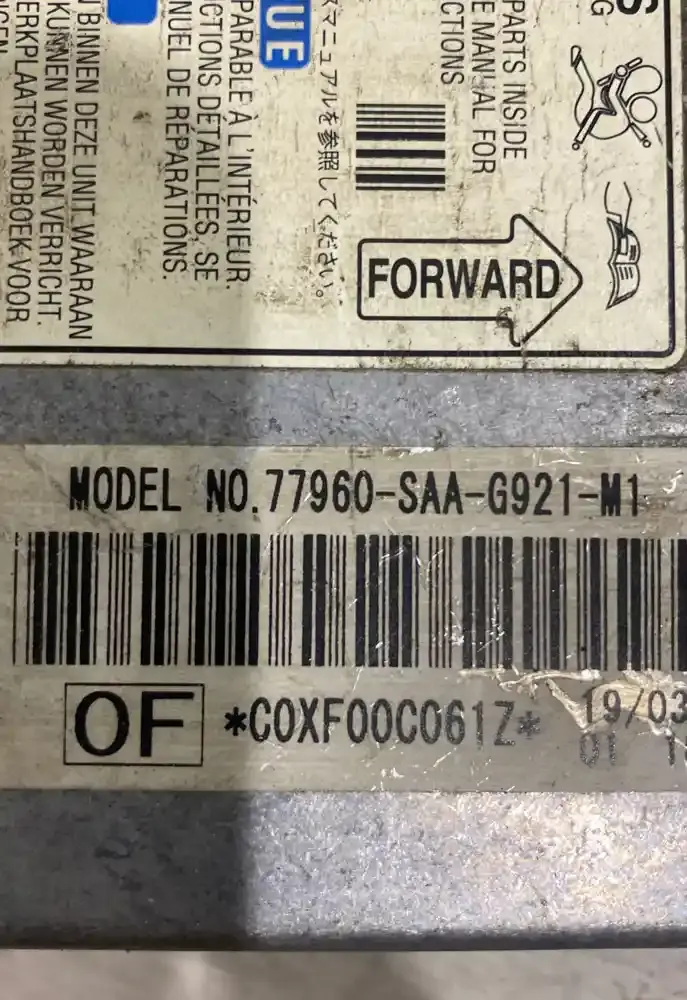 S
G
PARTS INSIDE
E MANUAL FOR
CTIONS
マニュアルを参照してください。
UE
PARABLE À L'INTÉRIEUR.
CTIONS DÉTAILLÉES, SE
NUEL DE RÉPARATIONS.
BINNEN DEZE UNIT WAARAAN
KUNNEN WORDEN VERRICHT.
ERKPLAATSHANDBOEK VOOR
FORWARD
MODEL NO.77960-SAA-G921-M1
OF *C0XF00C061Z* 19/03
01